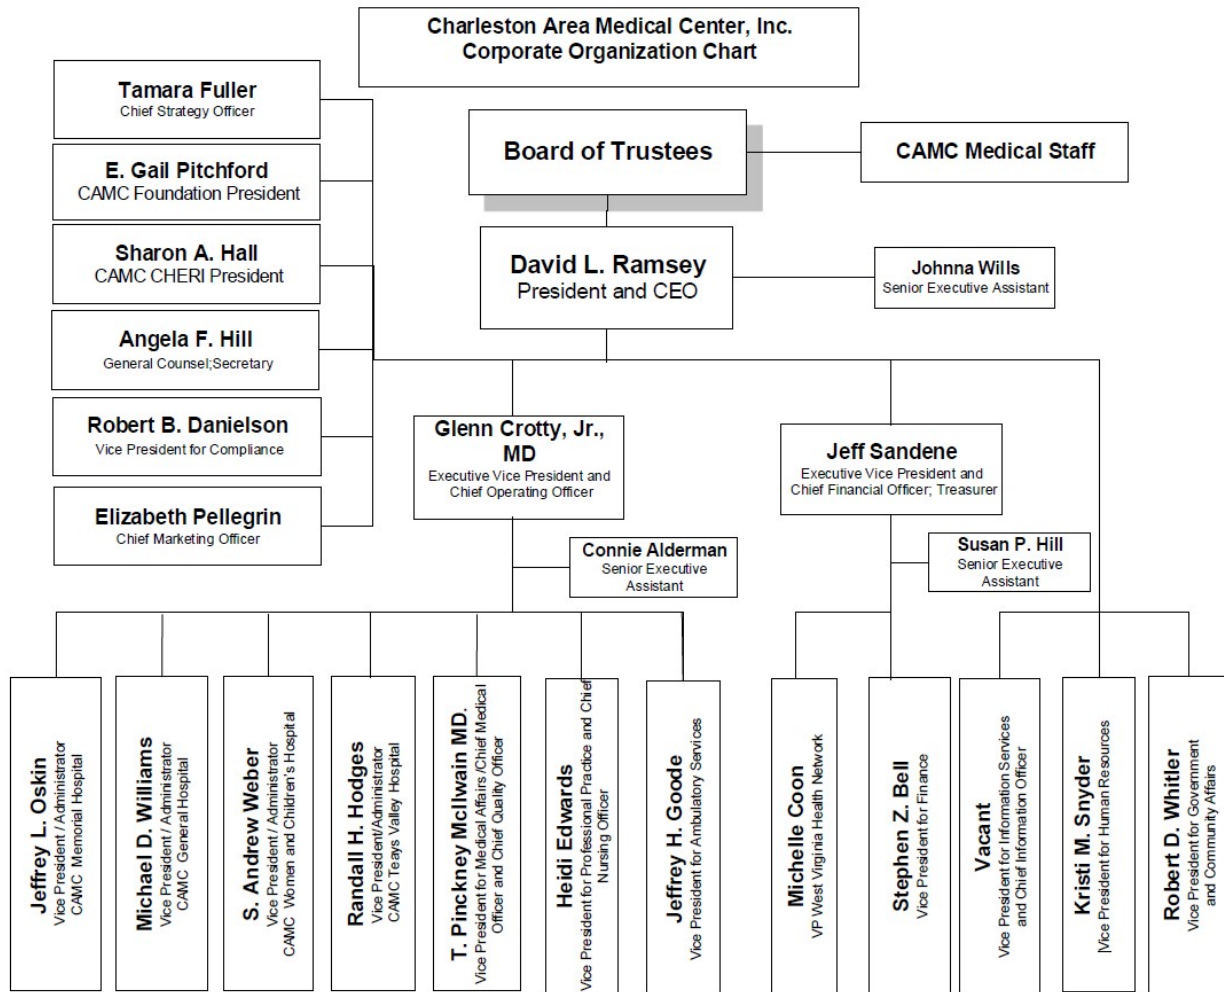 Charleston Area Medical Center, Inc.
Corporate Organization Chart
Tamara Fuller
Chief Strategy Officer
E. Gail Pitchford
CAMC Foundation President
Sharon A. Hall
CAMC CHERI President
Angela F. Hill
General Counsel;Secretary
Robert B. Danielson
Vice President for Compliance
Elizabeth Pellegrin
Chief Marketing Officer
Board of Trustees
CAMC Medical Staff
David L. Ramsey
President and CEO
Johnna Wills
Senior Executive Assistant
Glenn Crotty, Jr.,
MD
Executive Vice President and
Chief Operating Officer
Jeff Sandene
Executive Vice President and
Chief Financial Officer; Treasurer
Connie Alderman
Senior Executive
Assistant
Susan P. Hill
Senior Executive
Assistant
Jeffrey L. Oskin
Vice President / Administrator
CAMC Memorial Hospital
Michael D. Williams
Vice President / Administrator
CAMC General Hospital
S. Andrew Weber
Vice President / Administrator
CAMC Women and Children's Hospital
Randall H. Hodges
Vice President/Administrator
CAMC Teays Valley Hospital
T. Pinckney McIlwain MD.
Vice President for Medical Affairs /Chief Medical
Officer and Chief Quality Officer
Heidi Edwards
Vice President for Professional Practice and Chief
Nursing Officer
Jeffrey H. Goode
Vice President for Ambulatory Services
Michelle Coon
VP West Virginia Health Network
Stephen Z. Bell
Vice President for Finance
Vacant
Vice President for Information Services
and Chief Information Officer
Kristi M. Snyder
|Vice President for Human Resources
Robert D. Whitler
Vice President for Government
and Community Affairs